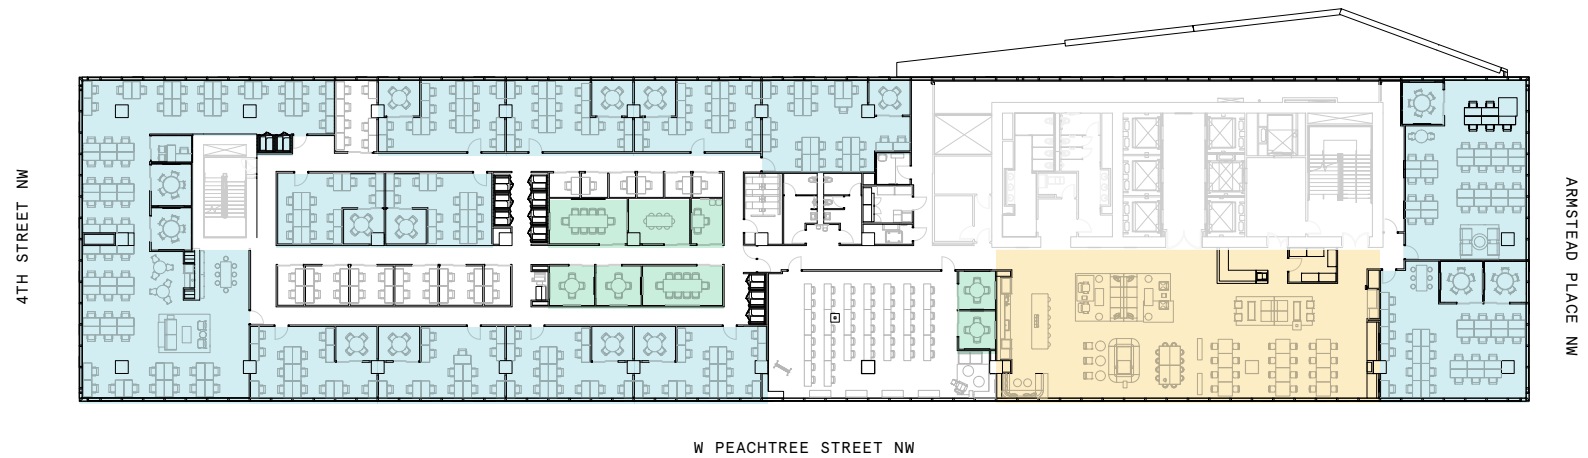 4TH STREET NW
ARMSTEAD PLACE NW
W PEACHTREE STREET NW